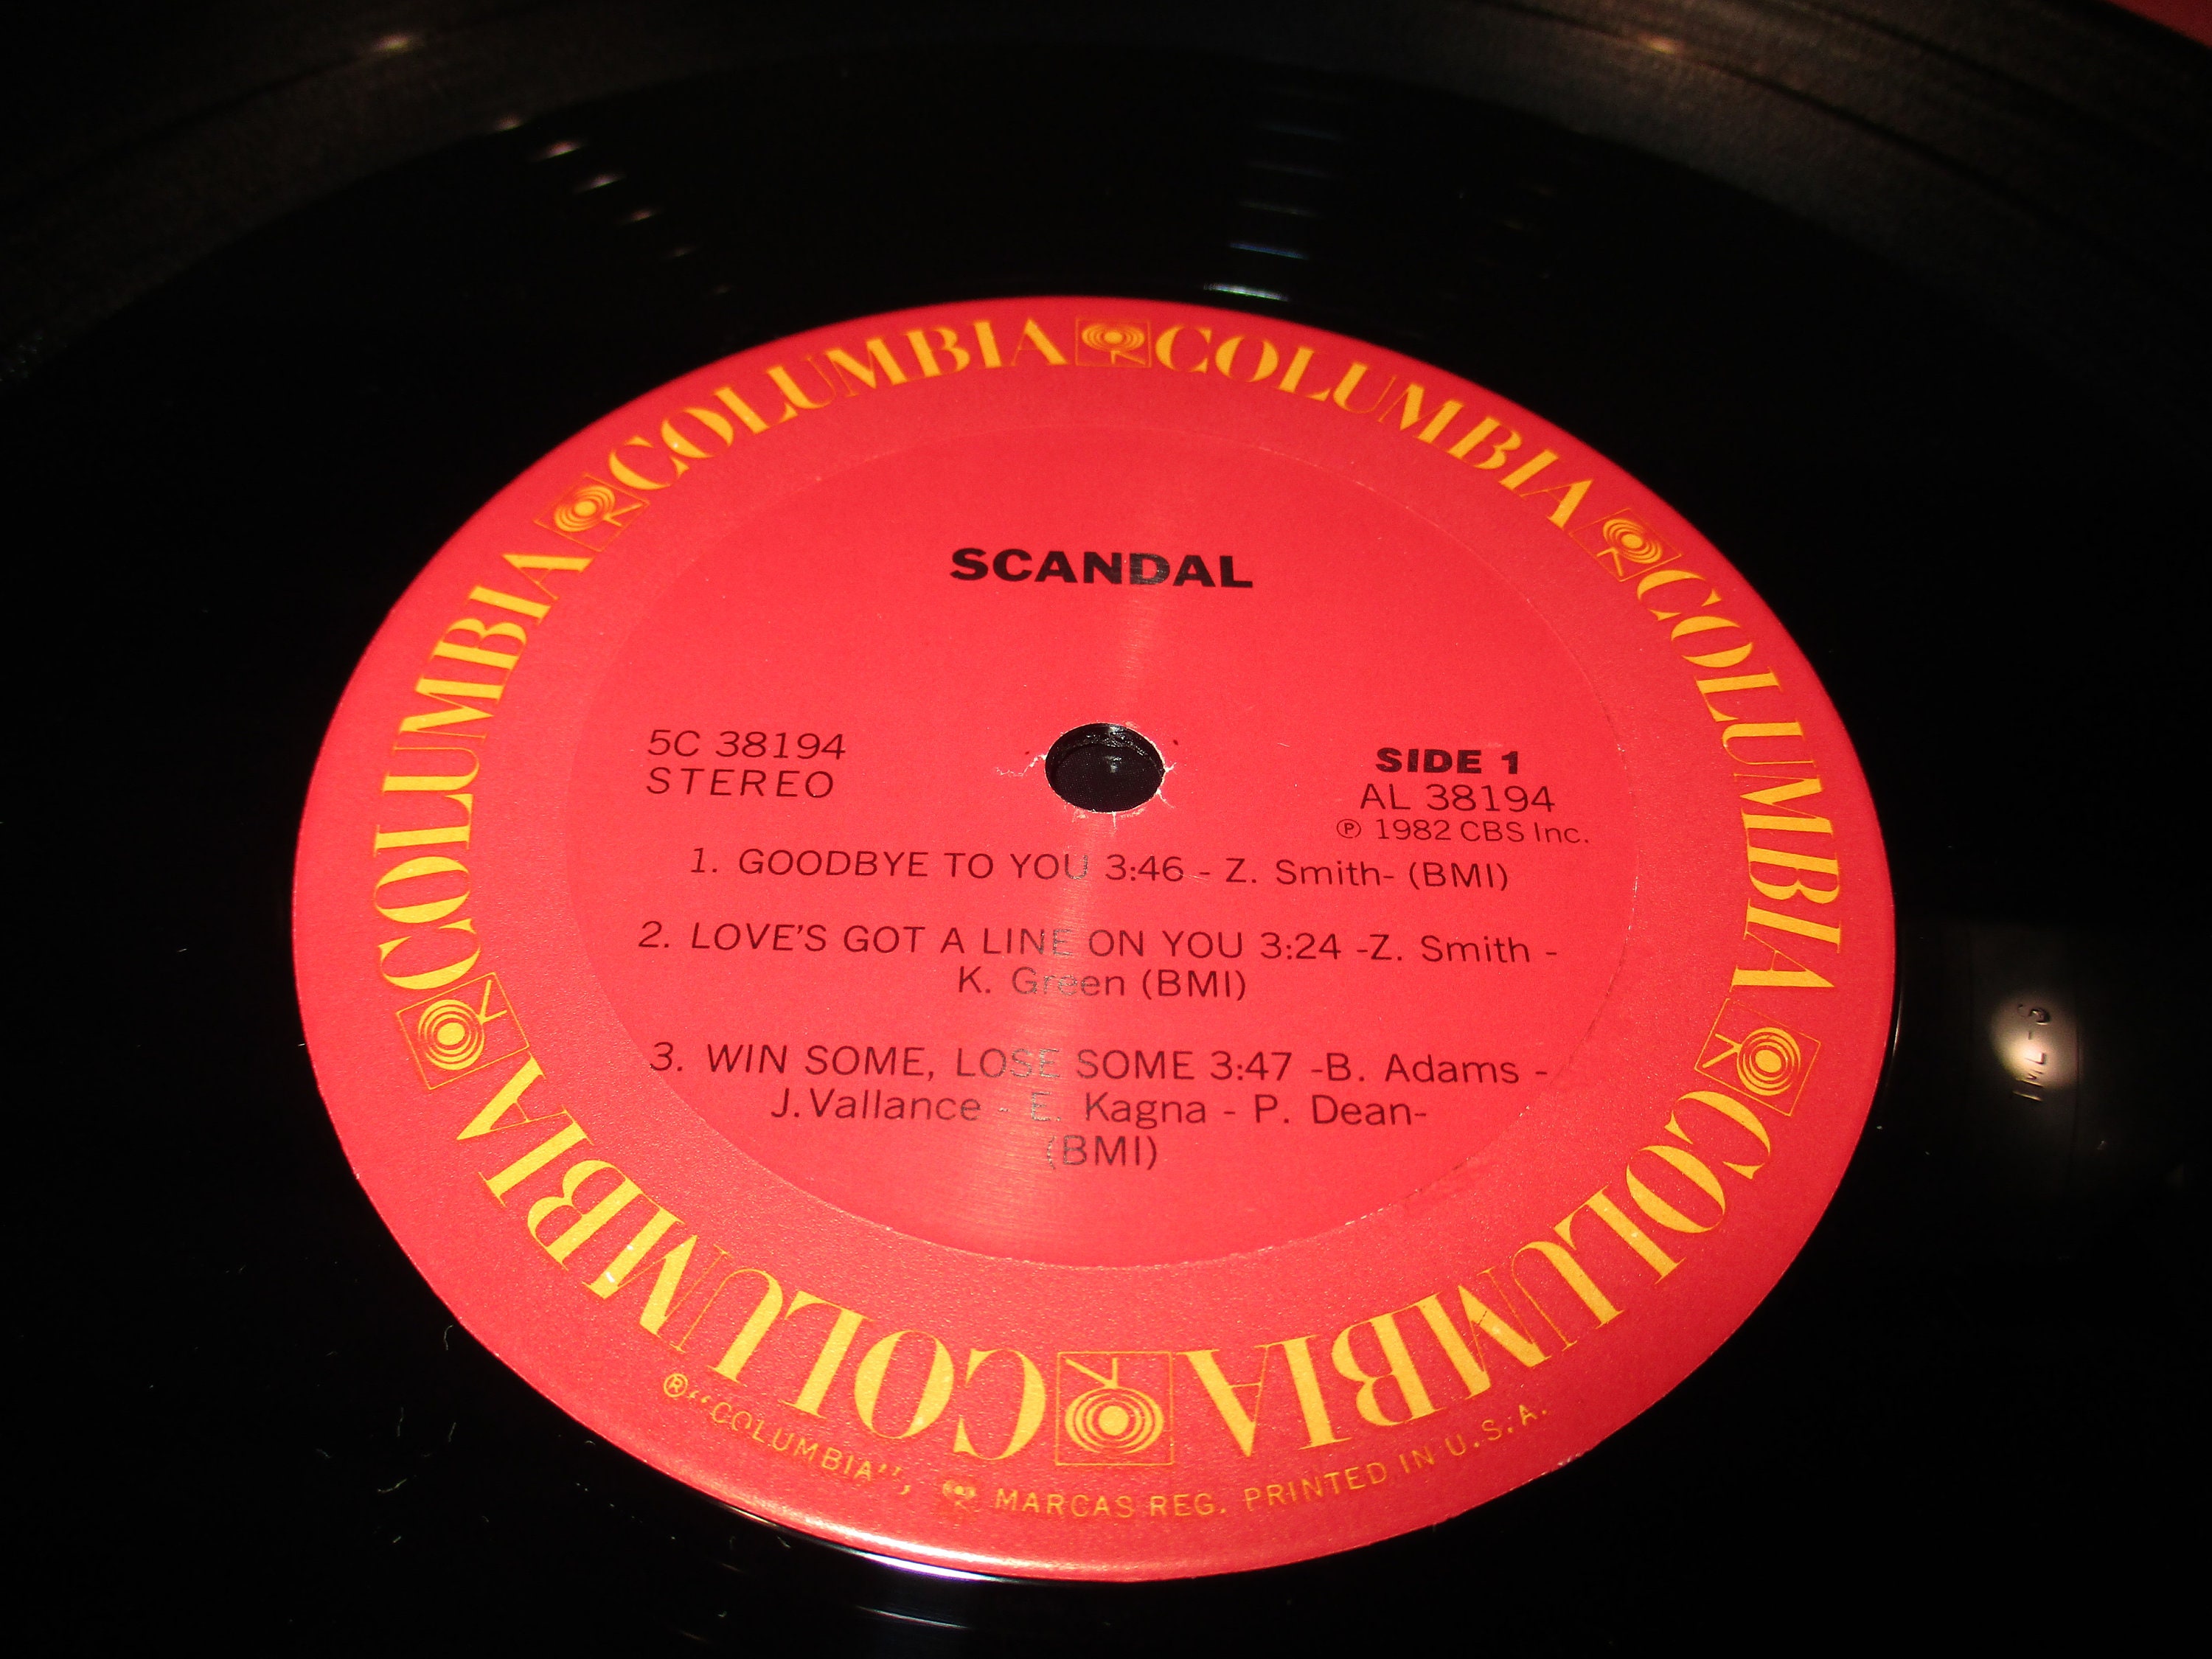 COLUMBIA COLUMBIA COLUMBIA COLUMBIA COLUMBIA COLUMBIA
SCANDAL
5C 38194
STEREO
SIDE 1
AL 38194
℗ 1982 CBS Inc.
1. GOODBYE TO YOU 3:46 - Z. Smith- (BMI)
2. LOVE'S GOT A LINE ON YOU 3:24 -Z. Smith -
K. Green (BMI)
3. WIN SOME, LOSE SOME 3:47 -B. Adams -
J.Vallance - E. Kagna - P. Dean-
(BMI)
® "COLUMBIA", MARCAS REG. PRINTED IN U.S.A.